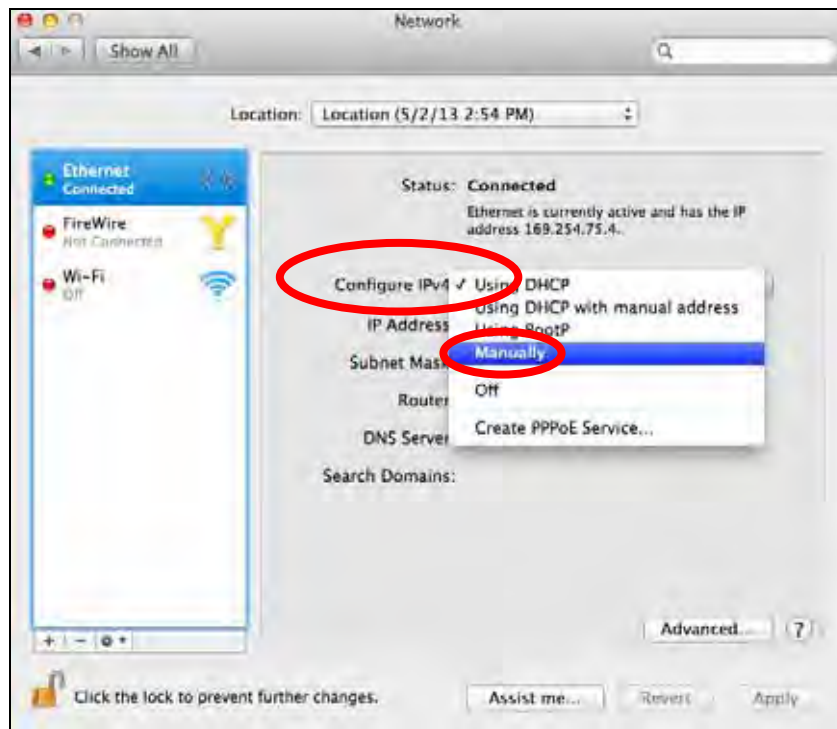 Network
Show All
Location: Location (5/2/13 2:54 PM)
Ethernet
Connected
FireWire
Not Connected
Wi-Fi
Off
Status: Connected
Ethernet is currently active and has the IP
address 169.254.75.4.
Configure IPv4 ✓ Using DHCP
Using DHCP with manual address
Using BootP
Manually
Off
Create PPPoE Service...
IP Address
Subnet Mask
Router
DNS Server
Search Domains:
Advanced... ?
+ −
Click the lock to prevent further changes.
Assist me... Revert Apply